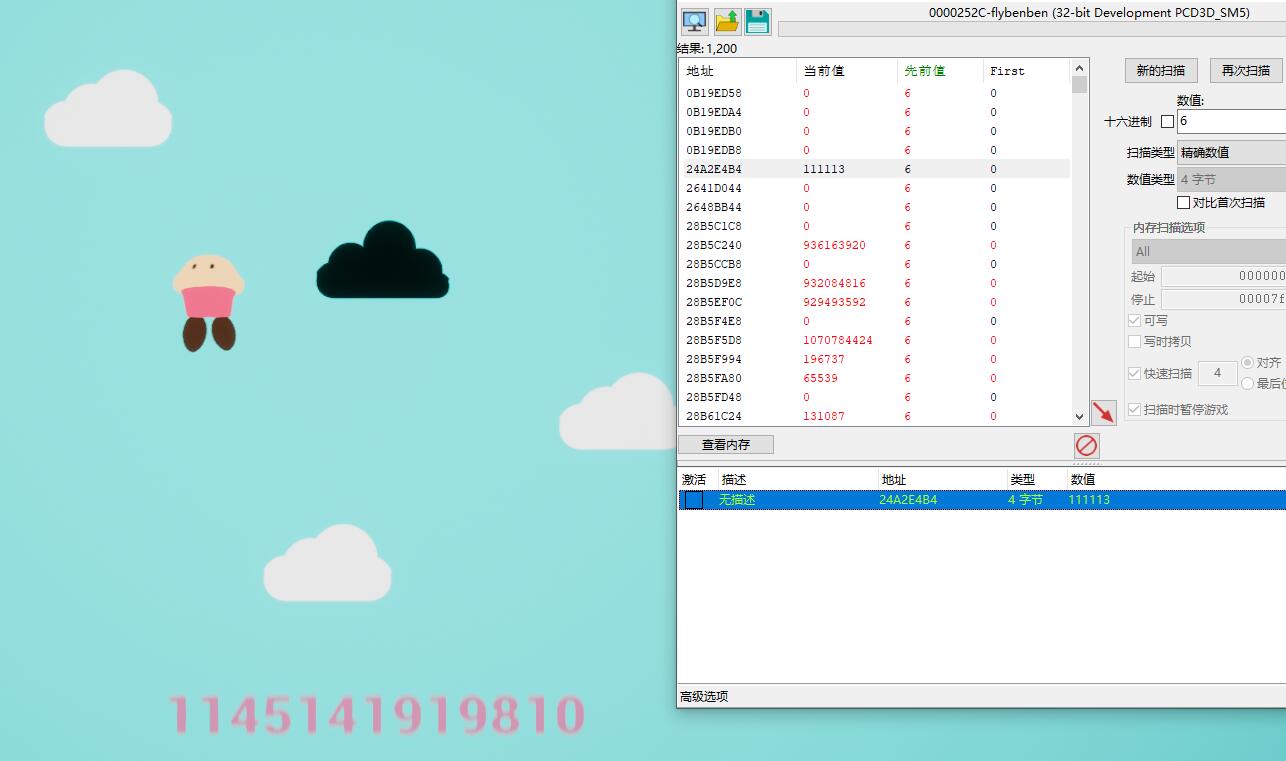 0000252C-flybenben (32-bit Development PCD3D_SM5)
结果: 1,200
地址 当前值 先前值 First
0B19ED58 0 6 0
0B19EDA4 0 6 0
0B19EDB0 0 6 0
0B19EDB8 0 6 0
24A2E4B4 111113 6 0
2641D044 0 6 0
2648BB44 0 6 0
28B5C1C8 0 6 0
28B5C240 936163920 6 0
28B5CCB8 0 6 0
28B5D9E8 932084816 6 0
28B5EF0C 929493592 6 0
28B5F4E8 0 6 0
28B5F5D8 1070784424 6 0
28B5F994 196737 6 0
28B5FA80 65539 6 0
28B5FD48 0 6 0
28B61C24 131087 6 0
新的扫描 再次扫描
数值:
十六进制 6
扫描类型 精确数值
数值类型 4 字节
对比首次扫描
内存扫描选项
All
起始 000000
停止 00007f
可写
写时拷贝
快速扫描 4 对齐
最后位
扫描时暂停游戏
查看内存
激活 描述 地址 类型 数值
无描述 24A2E4B4 4 字节 111113
高级选项
1145141919810